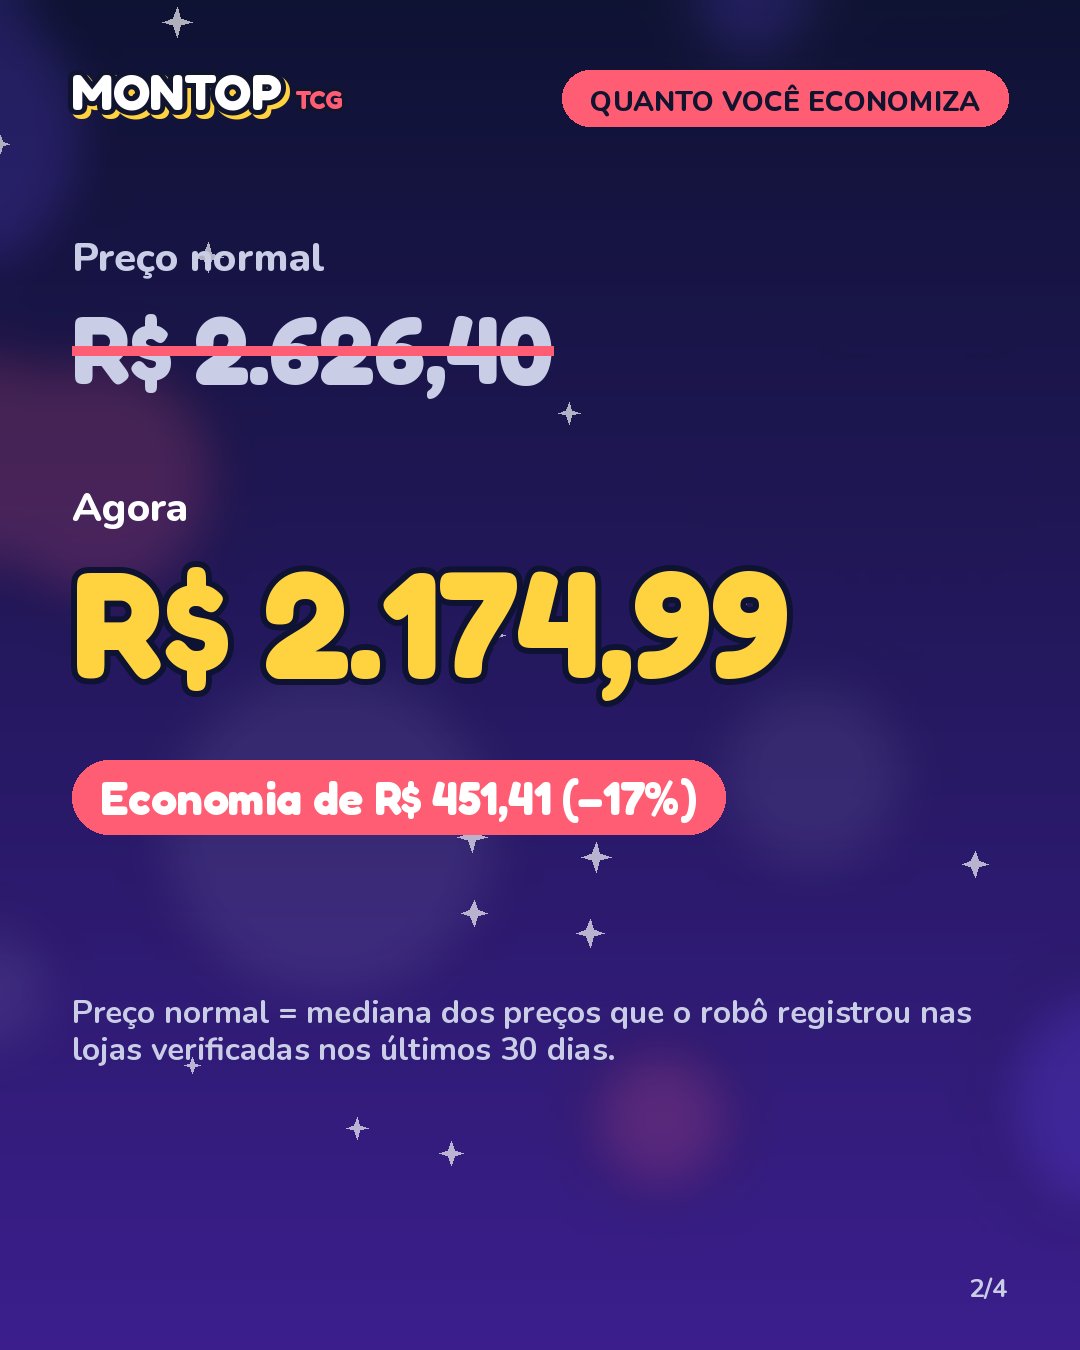 MONTOP TCG
QUANTO VOCÊ ECONOMIZA
Preço normal
R$ 2.626,40
Agora
R$ 2.174,99
Economia de R$ 451,41 (–17%)
Preço normal = mediana dos preços que o robô registrou nas
lojas verificadas nos últimos 30 dias.
2/4